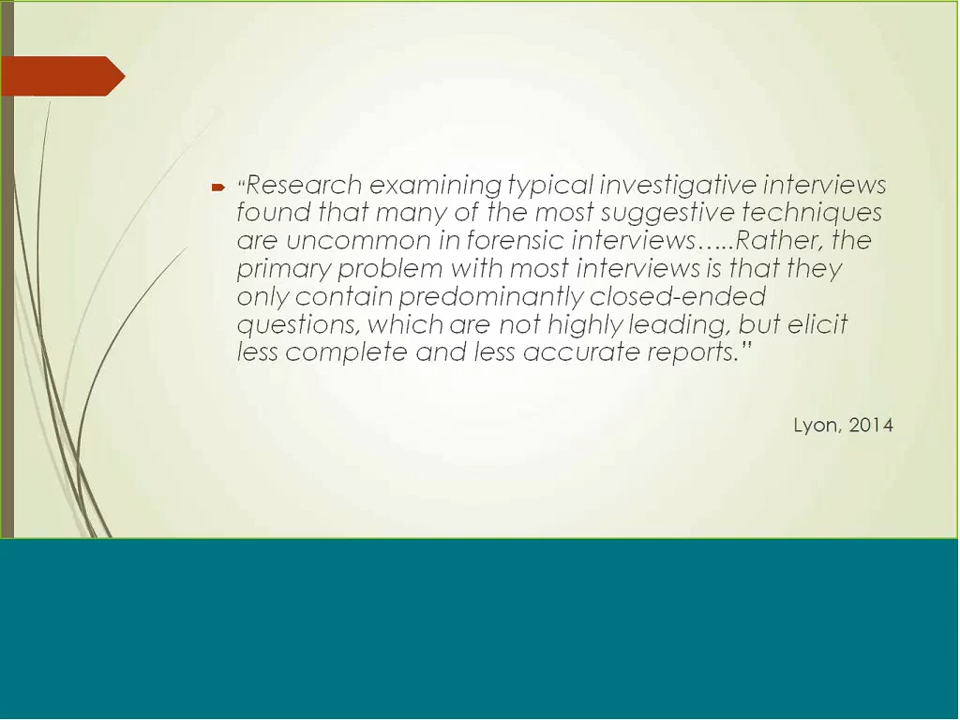 “Research examining typical investigative interviews
found that many of the most suggestive techniques
are uncommon in forensic interviews…..Rather, the
primary problem with most interviews is that they
only contain predominantly closed-ended
questions, which are not highly leading, but elicit
less complete and less accurate reports.”
Lyon, 2014